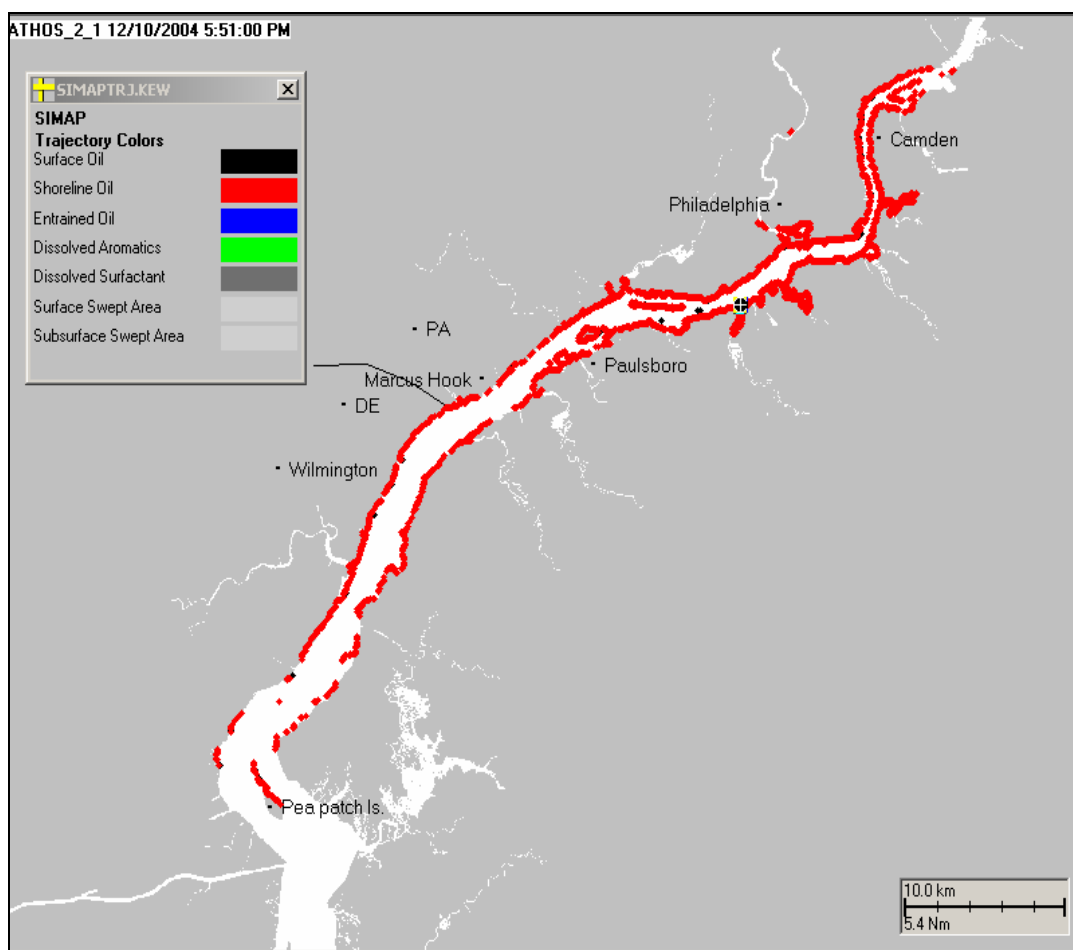 ATHOS_2_1 12/10/2004 5:51:00 PM
SIMAPTRJ.KEW
SIMAP
Trajectory Colors
Surface Oil
Shoreline Oil
Entrained Oil
Dissolved Aromatics
Dissolved Surfactant
Surface Swept Area
Subsurface Swept Area
Camden
Philadelphia
PA
Paulsboro
Marcus Hook
DE
Wilmington
Pea patch Is.
10.0 km
5.4 Nm